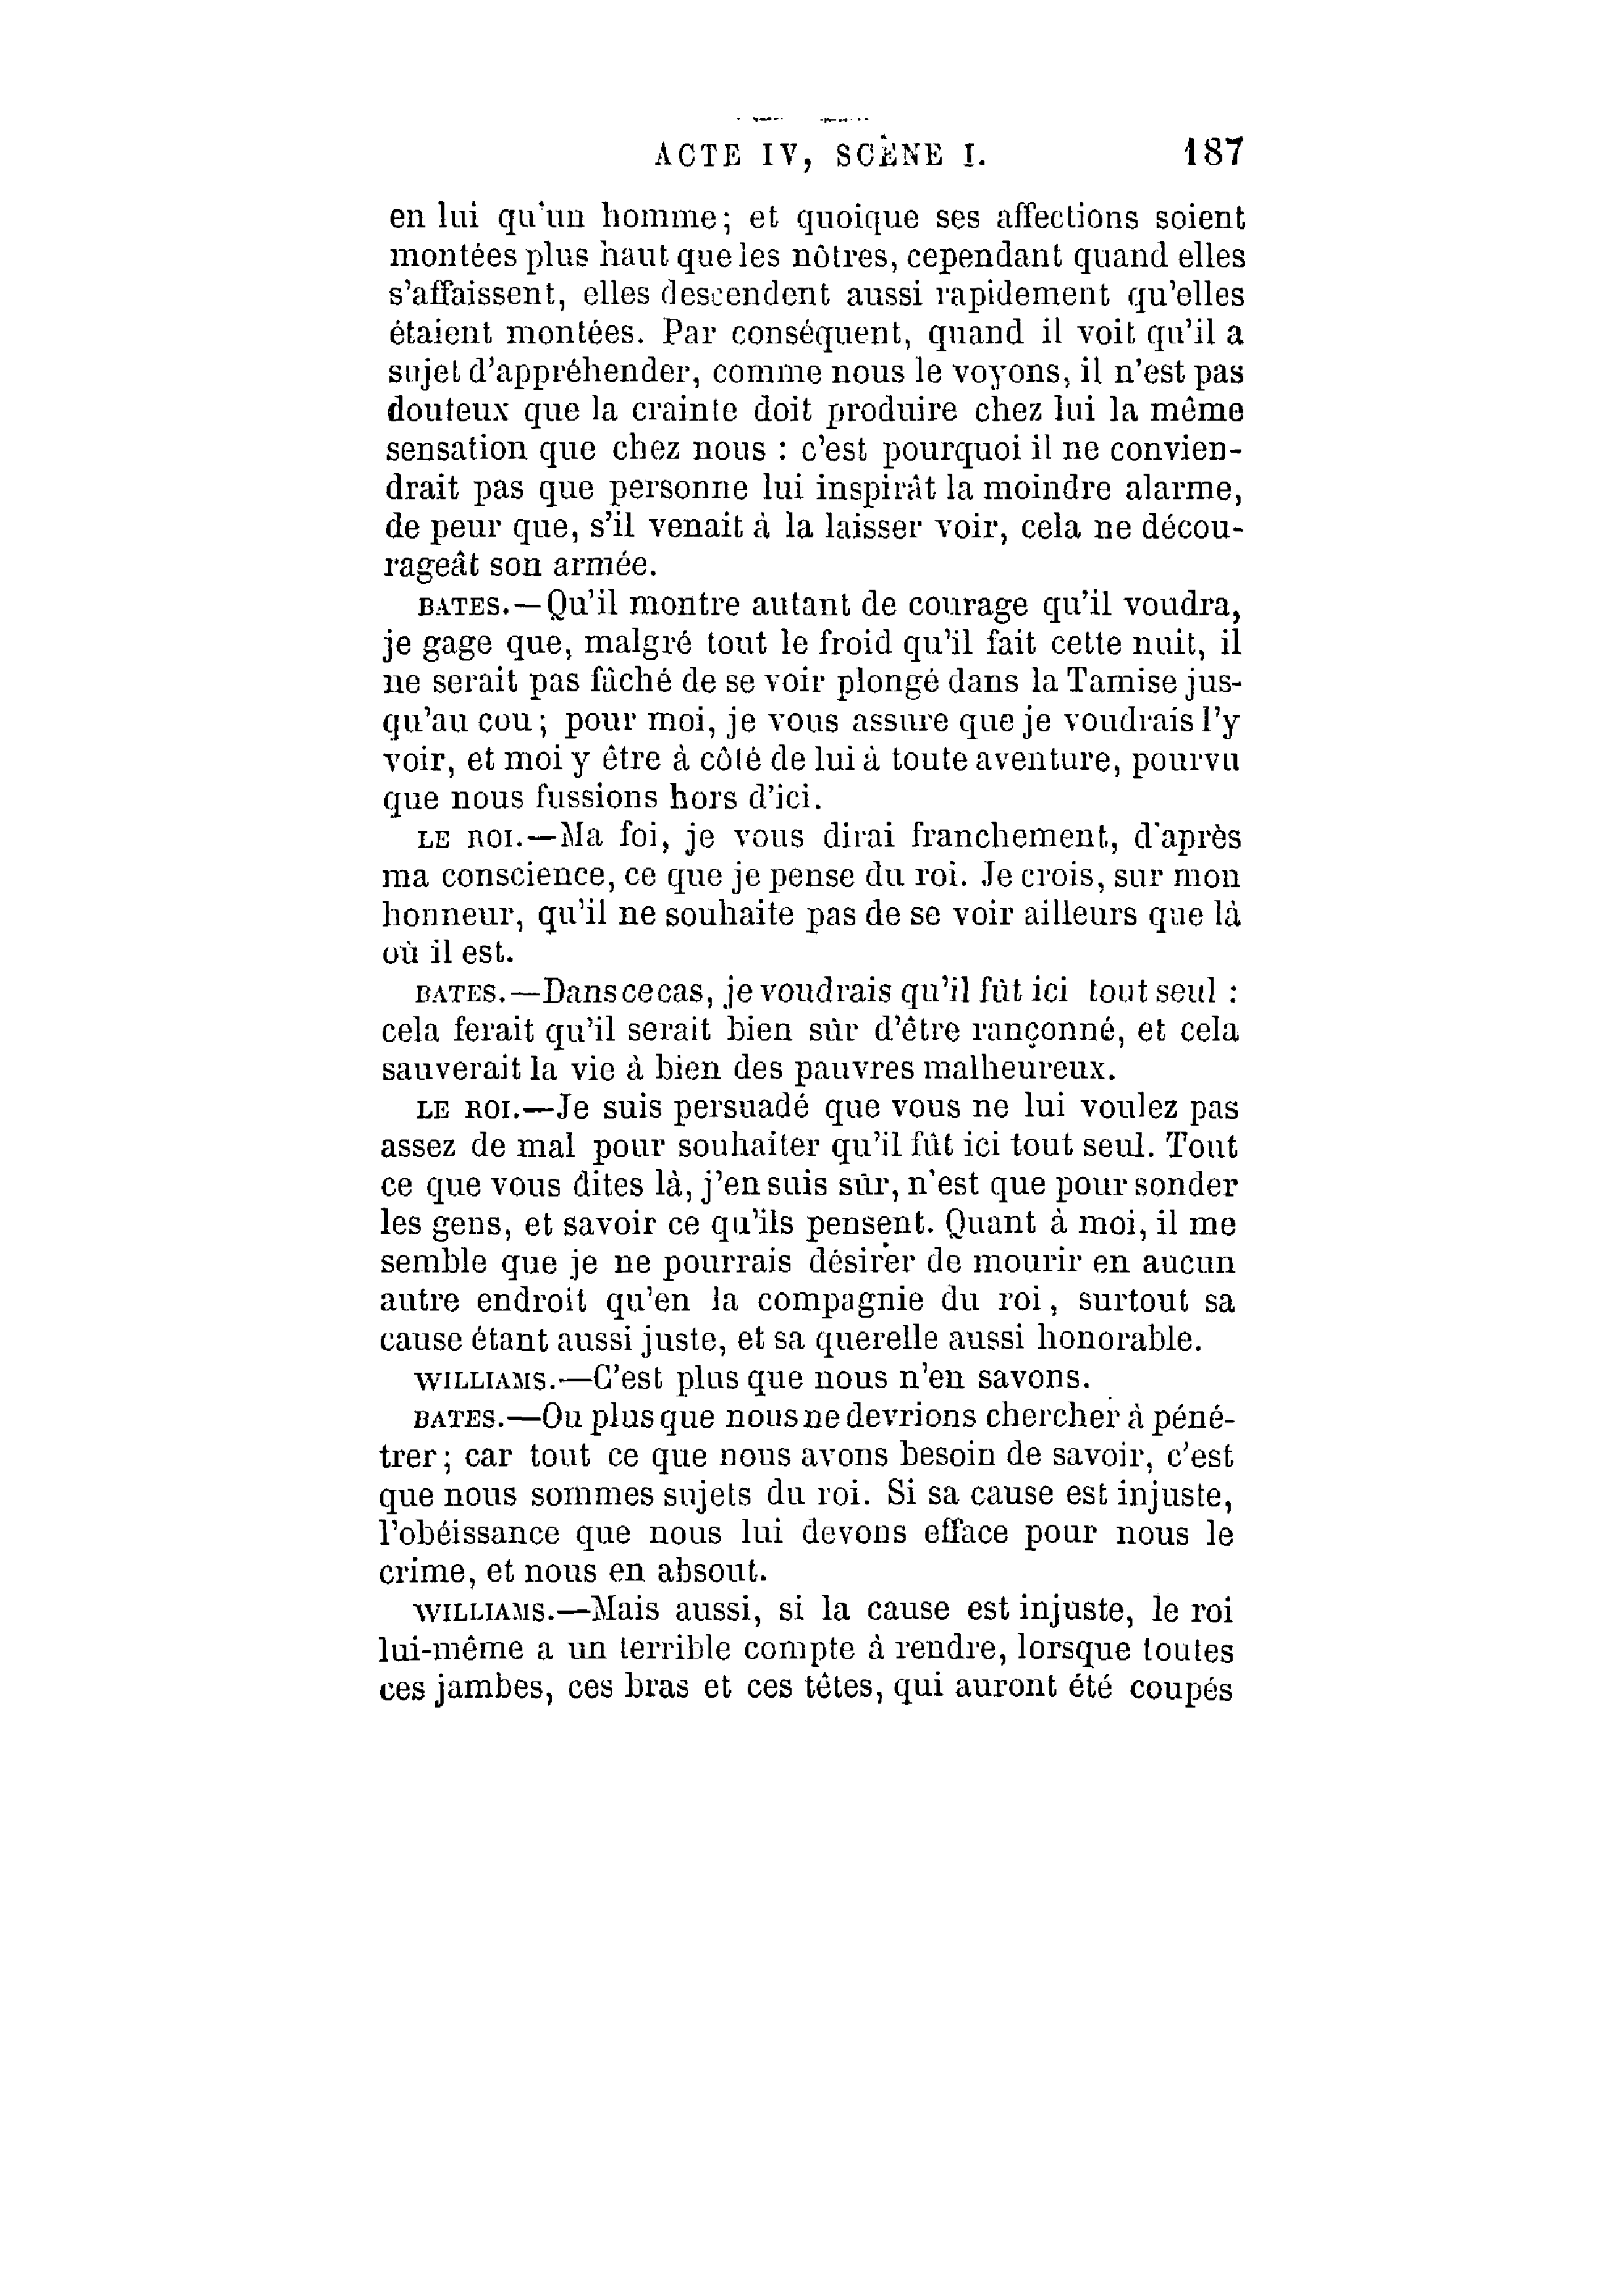 ACTE IV, SCÈNE I. 187
en lui qu'un homme; et quoique ses affections soient
montées plus haut que les nôtres, cependant quand elles
s'affaissent, elles descendent aussi rapidement qu'elles
étaient montées. Par conséquent, quand il voit qu'il a
sujet d'appréhender, comme nous le voyons, il n'est pas
douteux que la crainte doit produire chez lui la même
sensation que chez nous : c'est pourquoi il ne convien-
drait pas que personne lui inspirât la moindre alarme,
de peur que, s'il venait à la laisser voir, cela ne décou-
rageât son armée.
BATES.—Qu'il montre autant de courage qu'il voudra,
je gage que, malgré tout le froid qu'il fait cette nuit, il
ne serait pas fâché de se voir plongé dans la Tamise jus-
qu'au cou; pour moi, je vous assure que je voudrais l'y
voir, et moi y être à côté de lui à toute aventure, pourvu
que nous fussions hors d'ici.
LE ROI.—Ma foi, je vous dirai franchement, d'après
ma conscience, ce que je pense du roi. Je crois, sur mon
honneur, qu'il ne souhaite pas de se voir ailleurs que là
où il est.
BATES.—Dans ce cas, je voudrais qu'il fût ici tout seul :
cela ferait qu'il serait bien sûr d'être rançonné, et cela
sauverait la vie à bien des pauvres malheureux.
LE ROI.—Je suis persuadé que vous ne lui voulez pas
assez de mal pour souhaiter qu'il fût ici tout seul. Tout
ce que vous dites là, j'en suis sûr, n'est que pour sonder
les gens, et savoir ce qu'ils pensent. Quant à moi, il me
semble que je ne pourrais désirer de mourir en aucun
autre endroit qu'en la compagnie du roi, surtout sa
cause étant aussi juste, et sa querelle aussi honorable.
WILLIAMS.—C'est plus que nous n'en savons.
BATES.—Ou plus que nous ne devrions chercher à péné-
trer; car tout ce que nous avons besoin de savoir, c'est
que nous sommes sujets du roi. Si sa cause est injuste,
l'obéissance que nous lui devons efface pour nous le
crime, et nous en absout.
WILLIAMS.—Mais aussi, si la cause est injuste, le roi
lui-même a un terrible compte à rendre, lorsque toutes
ces jambes, ces bras et ces têtes, qui auront été coupés